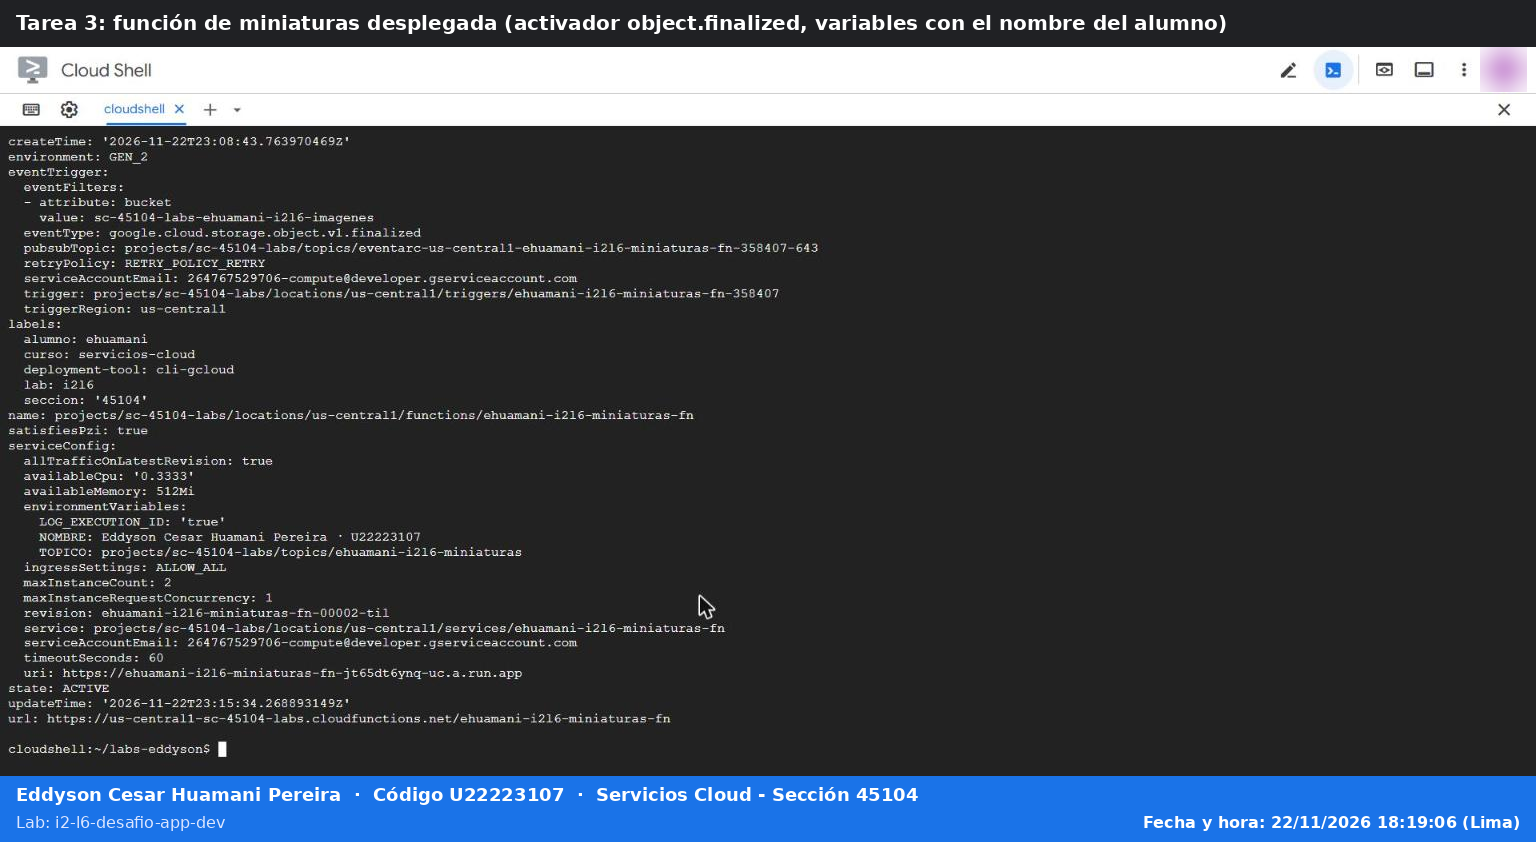 Tarea 3: función de miniaturas desplegada (activador object.finalized, variables con el nombre del alumno)
Cloud Shell
cloudshell
createTime: '2026-11-22T23:08:43.763970469Z'
environment: GEN_2
eventTrigger:
  eventFilters:
  - attribute: bucket
    value: sc-45104-labs-ehuamani-i2l6-imagenes
  eventType: google.cloud.storage.object.v1.finalized
  pubsubTopic: projects/sc-45104-labs/topics/eventarc-us-central1-ehuamani-i2l6-miniaturas-fn-358407-643
  retryPolicy: RETRY_POLICY_RETRY
  serviceAccountEmail: 264767529706-compute@developer.gserviceaccount.com
  trigger: projects/sc-45104-labs/locations/us-central1/triggers/ehuamani-i2l6-miniaturas-fn-358407
  triggerRegion: us-central1
labels:
  alumno: ehuamani
  curso: servicios-cloud
  deployment-tool: cli-gcloud
  lab: i2l6
  seccion: '45104'
name: projects/sc-45104-labs/locations/us-central1/functions/ehuamani-i2l6-miniaturas-fn
satisfiesPzi: true
serviceConfig:
  allTrafficOnLatestRevision: true
  availableCpu: '0.3333'
  availableMemory: 512Mi
  environmentVariables:
    LOG_EXECUTION_ID: 'true'
    NOMBRE: Eddyson Cesar Huamani Pereira · U22223107
    TOPICO: projects/sc-45104-labs/topics/ehuamani-i2l6-miniaturas
  ingressSettings: ALLOW_ALL
  maxInstanceCount: 2
  maxInstanceRequestConcurrency: 1
  revision: ehuamani-i2l6-miniaturas-fn-00002-til
  service: projects/sc-45104-labs/locations/us-central1/services/ehuamani-i2l6-miniaturas-fn
  serviceAccountEmail: 264767529706-compute@developer.gserviceaccount.com
  timeoutSeconds: 60
  uri: https://ehuamani-i2l6-miniaturas-fn-jt65dt6ynq-uc.a.run.app
state: ACTIVE
updateTime: '2026-11-22T23:15:34.268893149Z'
url: https://us-central1-sc-45104-labs.cloudfunctions.net/ehuamani-i2l6-miniaturas-fn
cloudshell:~/labs-eddyson$
Eddyson Cesar Huamani Pereira · Código U22223107 · Servicios Cloud - Sección 45104
Lab: i2-l6-desafio-app-dev
Fecha y hora: 22/11/2026 18:19:06 (Lima)